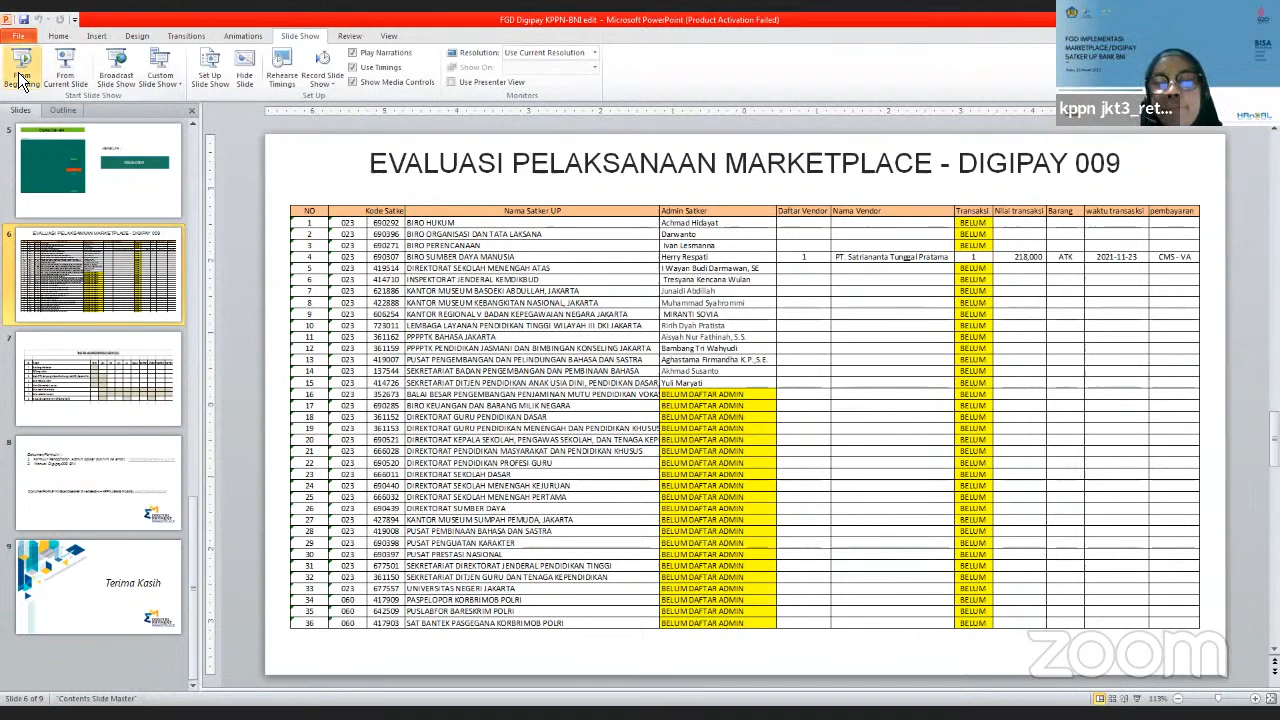 FGD Digipay KPPN-BNI edit - Microsoft PowerPoint (Product Activation Failed)
File Home Insert Design Transitions Animations Slide Show Review View
From Beginning
From Current Slide
Broadcast Slide Show
Custom Slide Show
Set Up Slide Show
Hide Slide
Rehearse Timings
Record Slide Show
Play Narrations
Use Timings
Show Media Controls
Resolution: Use Current Resolution
Show On:
Use Presenter View
Start Slide Show Set Up Monitors
FGD IMPLEMENTASI
MARKETPLACE/DIGIPAY
SATKER UP BANK BNI
kppn jkt3_ret...
Slides Outline
5
6
7
8
9
Terima Kasih
EVALUASI PELAKSANAAN MARKETPLACE - DIGIPAY 009
NO Kode Satke Nama Satker UP Admin Satker Daftar Vendor Nama Vendor Transaksi Nilai transaksi Barang waktu transaksi pembayaran
1 023 690292 BIRO HUKUM Achmad Hidayat BELUM
2 023 690396 BIRO ORGANISASI DAN TATA LAKSANA Darwanto BELUM
3 023 690271 BIRO PERENCANAAN Ivan Lesmanna BELUM
4 023 690307 BIRO SUMBER DAYA MANUSIA Herry Respati 1 PT. Satriananta Tunggal Pratama 1 218,000 ATK 2021-11-23 CMS - VA
5 023 419514 DIREKTORAT SEKOLAH MENENGAH ATAS I Wayan Budi Darmawan, SE BELUM
6 023 414710 INSPEKTORAT JENDERAL KEMDIKBUD Tresyana Kencana Wulan BELUM
7 023 621886 KANTOR MUSEUM BASOEKI ABDULLAH, JAKARTA Junaidi Abdillah BELUM
8 023 422888 KANTOR MUSEUM KEBANGKITAN NASIONAL, JAKARTA Muhammad Syahrommi BELUM
9 023 606254 KANTOR REGIONAL V BADAN KEPEGAWAIAN NEGARA JAKARTA MIRANTI SOVIA BELUM
10 023 723011 LEMBAGA LAYANAN PENDIDIKAN TINGGI WILAYAH III DKI JAKARTA Ririh Dyah Pratista BELUM
11 023 361162 PPPPTK BAHASA JAKARTA Aisyah Nur Fathinah, S.S. BELUM
12 023 361159 PPPPTK PENDIDIKAN JASMANI DAN BIMBINGAN KONSELING JAKARTA Bambang Tri Wahyudi BELUM
13 023 419007 PUSAT PENGEMBANGAN DAN PELINDUNGAN BAHASA DAN SASTRA Aghastama Firmandha K.P.,S.E. BELUM
14 023 137544 SEKRETARIAT BADAN PENGEMBANGAN DAN PEMBINAAN BAHASA Akhmad Susanto BELUM
15 023 414726 SEKRETARIAT DITJEN PENDIDIKAN ANAK USIA DINI, PENDIDIKAN DASAR, Yuli Maryati BELUM
16 023 352673 BALAI BESAR PENGEMBANGAN PENJAMINAN MUTU PENDIDIKAN VOKA BELUM DAFTAR ADMIN BELUM
17 023 690285 BIRO KEUANGAN DAN BARANG MILIK NEGARA BELUM DAFTAR ADMIN BELUM
18 023 361152 DIREKTORAT GURU PENDIDIKAN DASAR BELUM DAFTAR ADMIN BELUM
19 023 361153 DIREKTORAT GURU PENDIDIKAN MENENGAH DAN PENDIDIKAN KHUSUS BELUM DAFTAR ADMIN BELUM
20 023 690521 DIREKTORAT KEPALA SEKOLAH, PENGAWAS SEKOLAH, DAN TENAGA KEP BELUM DAFTAR ADMIN BELUM
21 023 666028 DIREKTORAT PENDIDIKAN MASYARAKAT DAN PENDIDIKAN KHUSUS BELUM DAFTAR ADMIN BELUM
22 023 690520 DIREKTORAT PENDIDIKAN PROFESI GURU BELUM DAFTAR ADMIN BELUM
23 023 666011 DIREKTORAT SEKOLAH DASAR BELUM DAFTAR ADMIN BELUM
24 023 690440 DIREKTORAT SEKOLAH MENENGAH KEJURUAN BELUM DAFTAR ADMIN BELUM
25 023 666032 DIREKTORAT SEKOLAH MENENGAH PERTAMA BELUM DAFTAR ADMIN BELUM
26 023 690439 DIREKTORAT SUMBER DAYA BELUM DAFTAR ADMIN BELUM
27 023 427894 KANTOR MUSEUM SUMPAH PEMUDA, JAKARTA BELUM DAFTAR ADMIN BELUM
28 023 419008 PUSAT PEMBINAAN BAHASA DAN SASTRA BELUM DAFTAR ADMIN BELUM
29 023 690398 PUSAT PENGUATAN KARAKTER BELUM DAFTAR ADMIN BELUM
30 023 690397 PUSAT PRESTASI NASIONAL BELUM DAFTAR ADMIN BELUM
31 023 677501 SEKRETARIAT DIREKTORAT JENDERAL PENDIDIKAN TINGGI BELUM DAFTAR ADMIN BELUM
32 023 361150 SEKRETARIAT DITJEN GURU DAN TENAGA KEPENDIDIKAN BELUM DAFTAR ADMIN BELUM
33 023 677557 UNIVERSITAS NEGERI JAKARTA BELUM DAFTAR ADMIN BELUM
34 060 417909 PASPELOPOR KORBRIMOB POLRI BELUM DAFTAR ADMIN BELUM
35 060 642509 PUSLABFOR BARESKRIM POLRI BELUM DAFTAR ADMIN BELUM
36 060 417903 SAT BANTEK PASGEGANA KORBRIMOB POLRI BELUM DAFTAR ADMIN BELUM
zoom
Slide 6 of 9 "Contents Slide Master" 113%